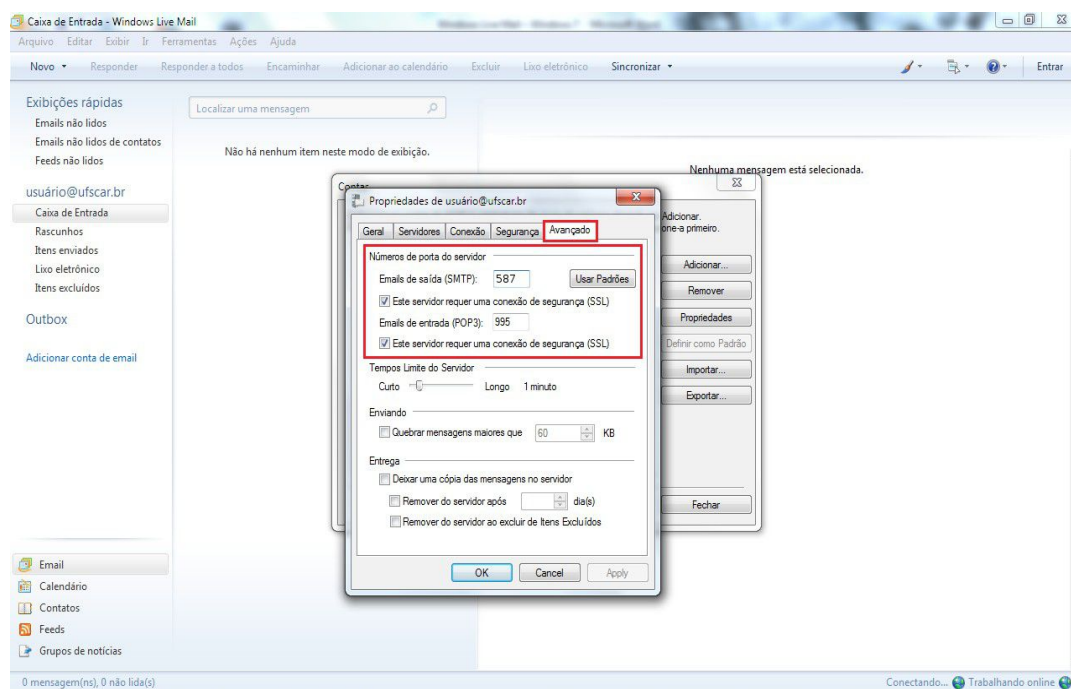 Caixa de Entrada - Windows Live Mail
Arquivo Editar Exibir Ir Ferramentas Ações Ajuda
Novo Responder Responder a todos Encaminhar Adicionar ao calendário Excluir Lixo eletrônico Sincronizar Entrar
Exibições rápidas
Emails não lidos
Emails não lidos de contatos
Feeds não lidos
usuário@ufscar.br
Caixa de Entrada
Rascunhos
Itens enviados
Lixo eletrônico
Itens excluídos
Outbox
Adicionar conta de email
Localizar uma mensagem
Não há nenhum item neste modo de exibição.
Nenhuma mensagem está selecionada.
Contas
Propriedades de usuário@ufscar.br
Geral Servidores Conexão Segurança Avançado
Números de porta do servidor
Emails de saída (SMTP): 587 Usar Padrões
Este servidor requer uma conexão de segurança (SSL)
Emails de entrada (POP3): 995
Este servidor requer uma conexão de segurança (SSL)
Tempos Limite do Servidor
Curto Longo 1 minuto
Enviando
Quebrar mensagens maiores que 60 KB
Entrega
Deixar uma cópia das mensagens no servidor
Remover do servidor após dia(s)
Remover do servidor ao excluir de Itens Excluídos
OK Cancel Apply
Adicionar.
one-a primeiro.
Adicionar...
Remover
Propriedades
Definir como Padrão
Importar...
Exportar...
Fechar
Email
Calendário
Contatos
Feeds
Grupos de notícias
0 mensagem(ns), 0 não lida(s)
Conectando... Trabalhando online